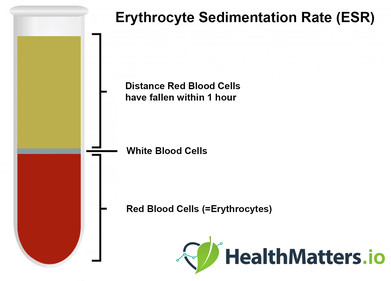 Erythrocyte Sedimentation Rate (ESR)
Distance Red Blood Cells
have fallen within 1 hour
White Blood Cells
Red Blood Cells (=Erythrocytes)
HealthMatters.io